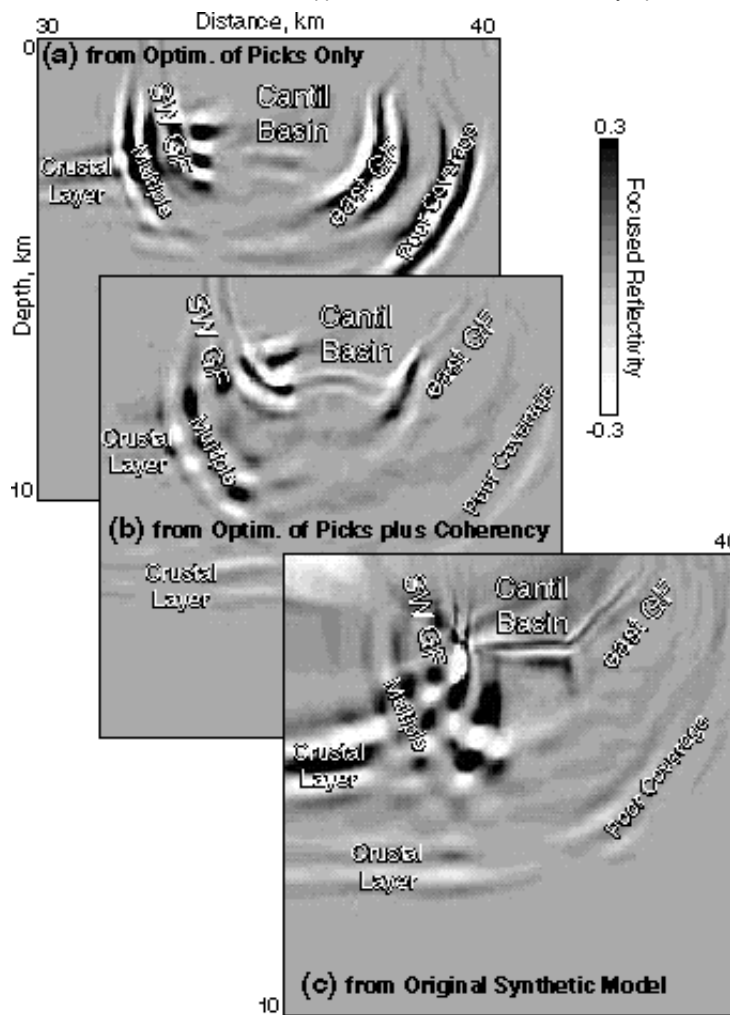 30
Distance, km
40
0
(a) from Optim. of Picks Only
SW GF
Cantil
Basin
Crustal
Layer
Multiple
east GF
Poor Coverage
Depth, km
10
0.3
Focused Reflectivity
-0.3
SW GF
Cantil
Basin
east GF
Crustal
Layer
Multiple
Poor Coverage
(b) from Optim. of Picks plus Coherency
Crustal
Layer
40
SW GF
Cantil
Basin
east GF
Multiple
Crustal
Layer
Poor Coverage
Crustal
Layer
(c) from Original Synthetic Model
10